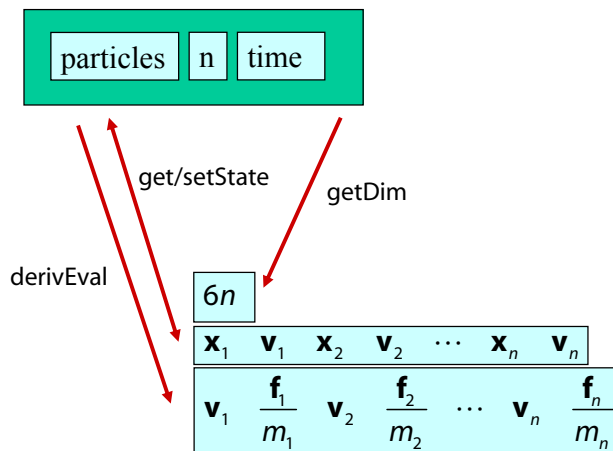 particles n time
get/setState
getDim
derivEval
6n
x₁ v₁ x₂ v₂ ⋯ xₙ vₙ
v₁ f₁/m₁ v₂ f₂/m₂ ⋯ vₙ fₙ/mₙ